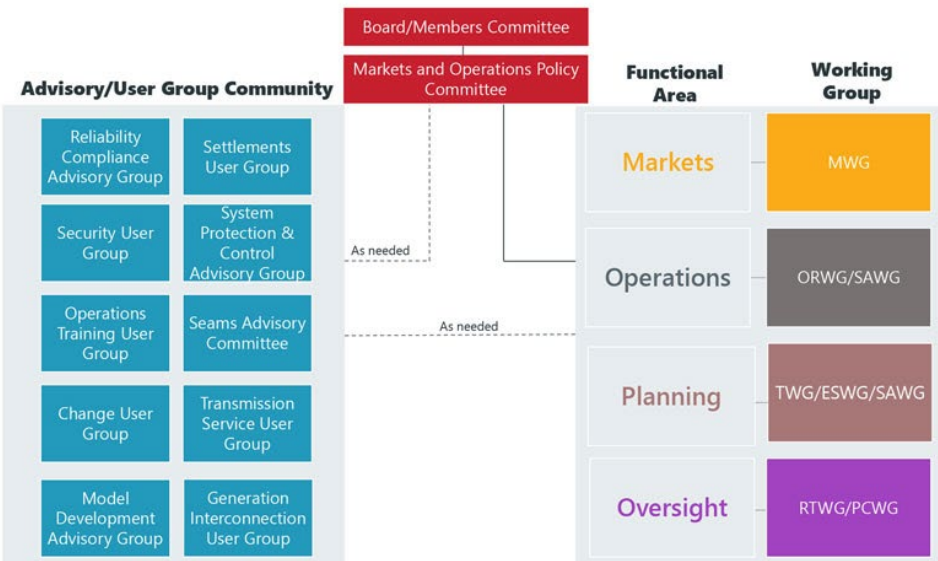 Board/Members Committee
Markets and Operations Policy
Committee
Advisory/User Group Community
Functional
Area
Working
Group
Reliability
Compliance
Advisory Group
Settlements
User Group
Security User
Group
System
Protection &
Control
Advisory Group
Operations
Training User
Group
Seams Advisory
Committee
Change User
Group
Transmission
Service User
Group
Model
Development
Advisory Group
Generation
Interconnection
User Group
As needed
As needed
Markets
MWG
Operations
ORWG/SAWG
Planning
TWG/ESWG/SAWG
Oversight
RTWG/PCWG